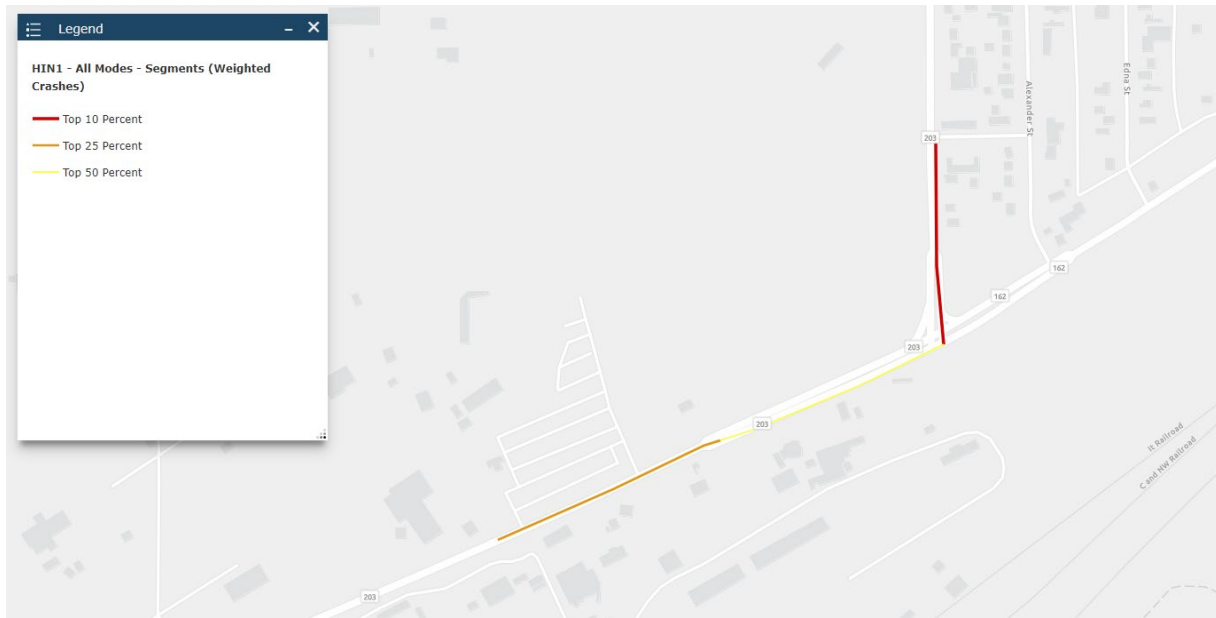 Legend
HIN1 - All Modes - Segments (Weighted
Crashes)
Top 10 Percent
Top 25 Percent
Top 50 Percent
Edna St
Alexander St
203
162
162
203
203
It Railroad
C and NW Railroad
203